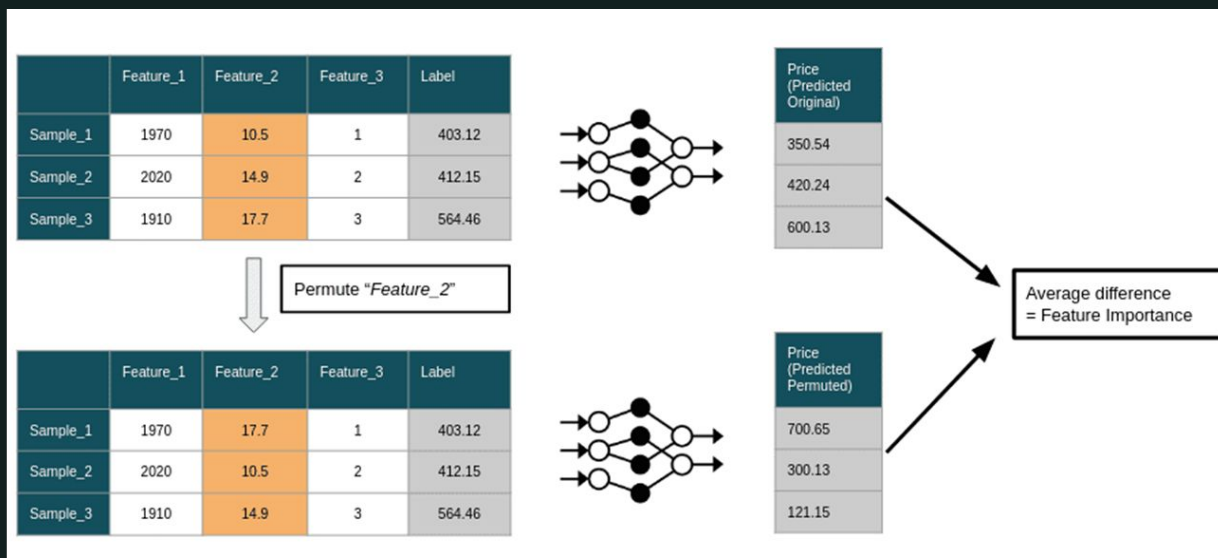 Feature_1 Feature_2 Feature_3 Label
Sample_1 1970 10.5 1 403.12
Sample_2 2020 14.9 2 412.15
Sample_3 1910 17.7 3 564.46
Price
(Predicted
Original)
350.54
420.24
600.13
Permute “Feature_2”
Average difference
= Feature Importance
Feature_1 Feature_2 Feature_3 Label
Sample_1 1970 17.7 1 403.12
Sample_2 2020 10.5 2 412.15
Sample_3 1910 14.9 3 564.46
Price
(Predicted
Permuted)
700.65
300.13
121.15